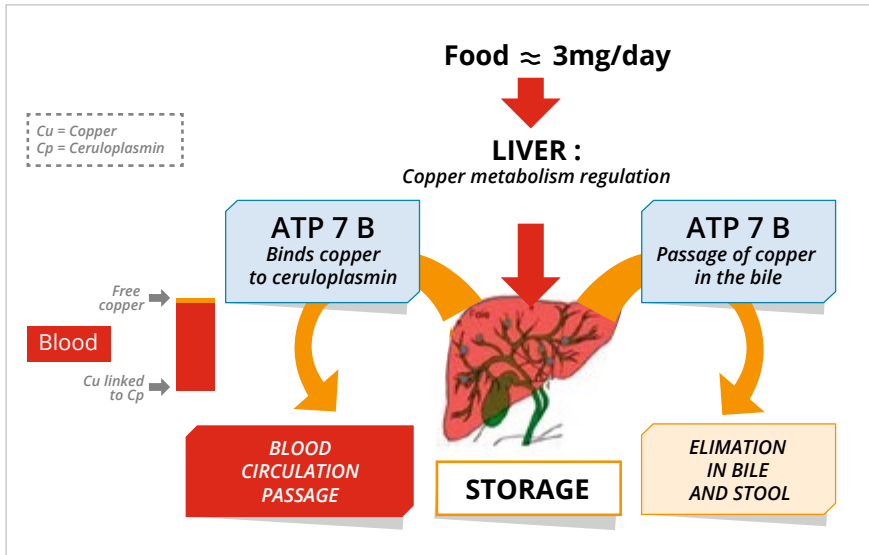 Food ≈ 3mg/day
Cu = Copper
Cp = Ceruloplasmin
LIVER :
Copper metabolism regulation
ATP 7 B
Binds copper
to ceruloplasmin
ATP 7 B
Passage of copper
in the bile
Free
copper
Blood
Cu linked
to Cp
Foie
BLOOD
CIRCULATION
PASSAGE
STORAGE
ELIMATION
IN BILE
AND STOOL